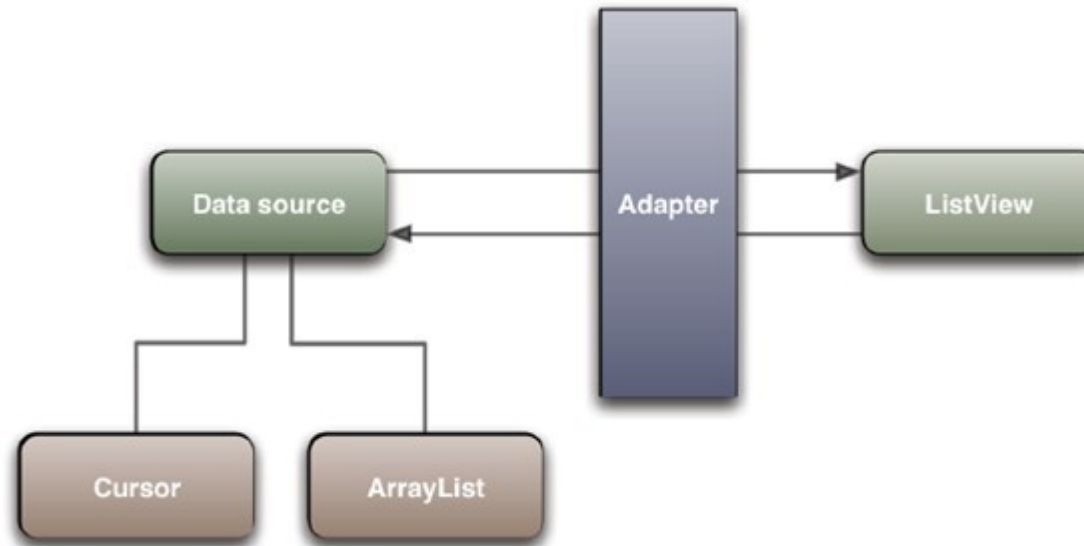 Data source
Adapter
ListView
Cursor
ArrayList